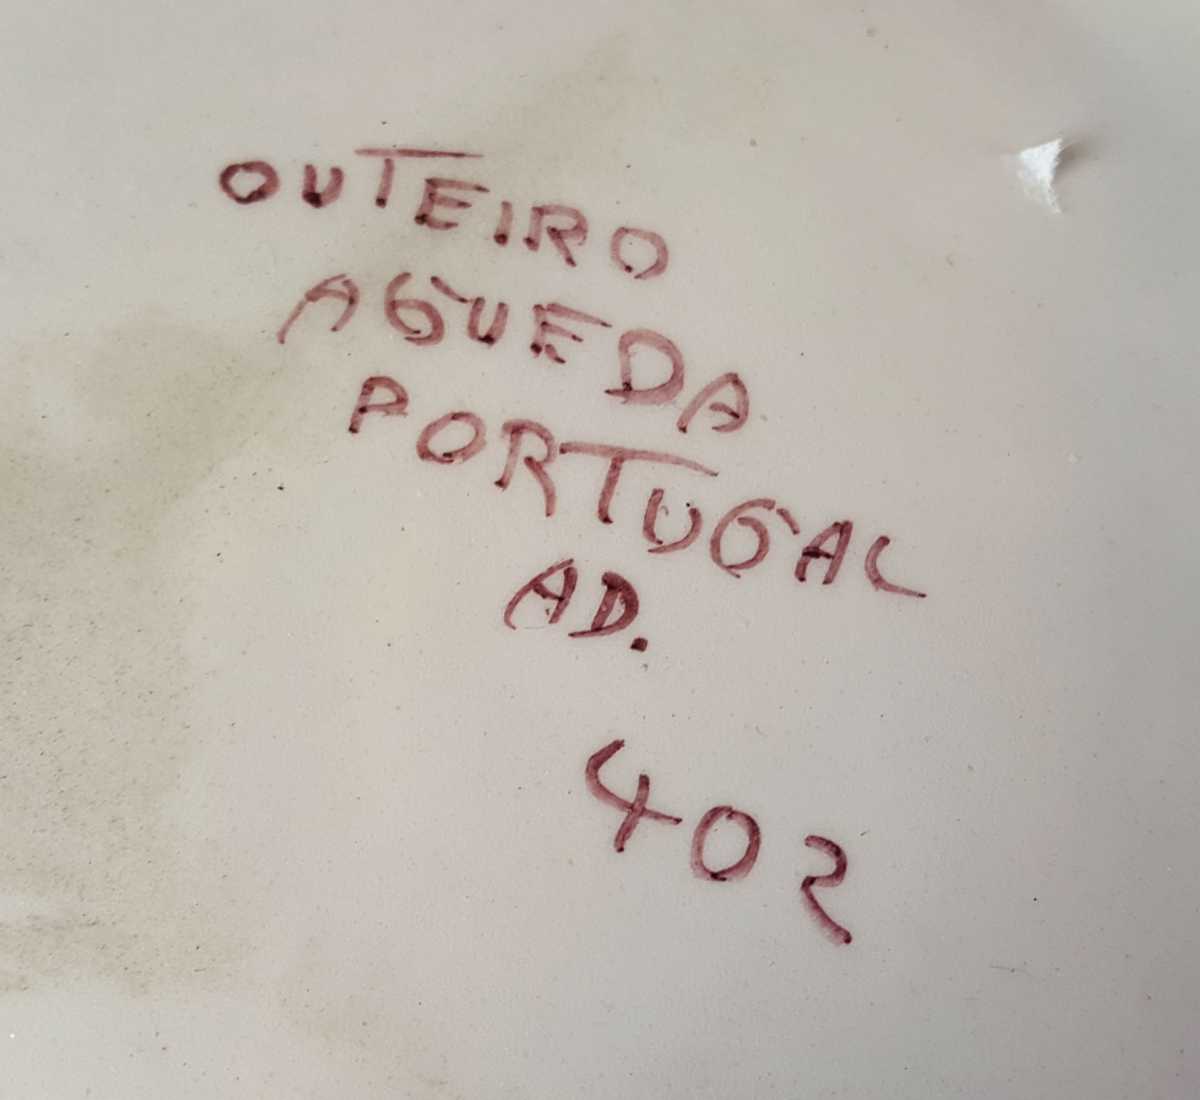 OUTEIRO
AGUEDA
PORTUGAL
AD.
402